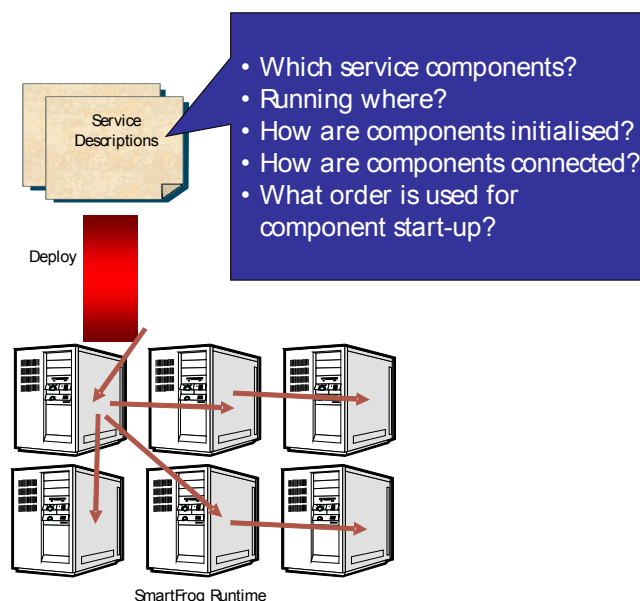 • Which service components?
• Running where?
• How are components initialised?
• How are components connected?
• What order is used for
component start-up?
Service
Descriptions
Deploy
SmartFrog Runtime